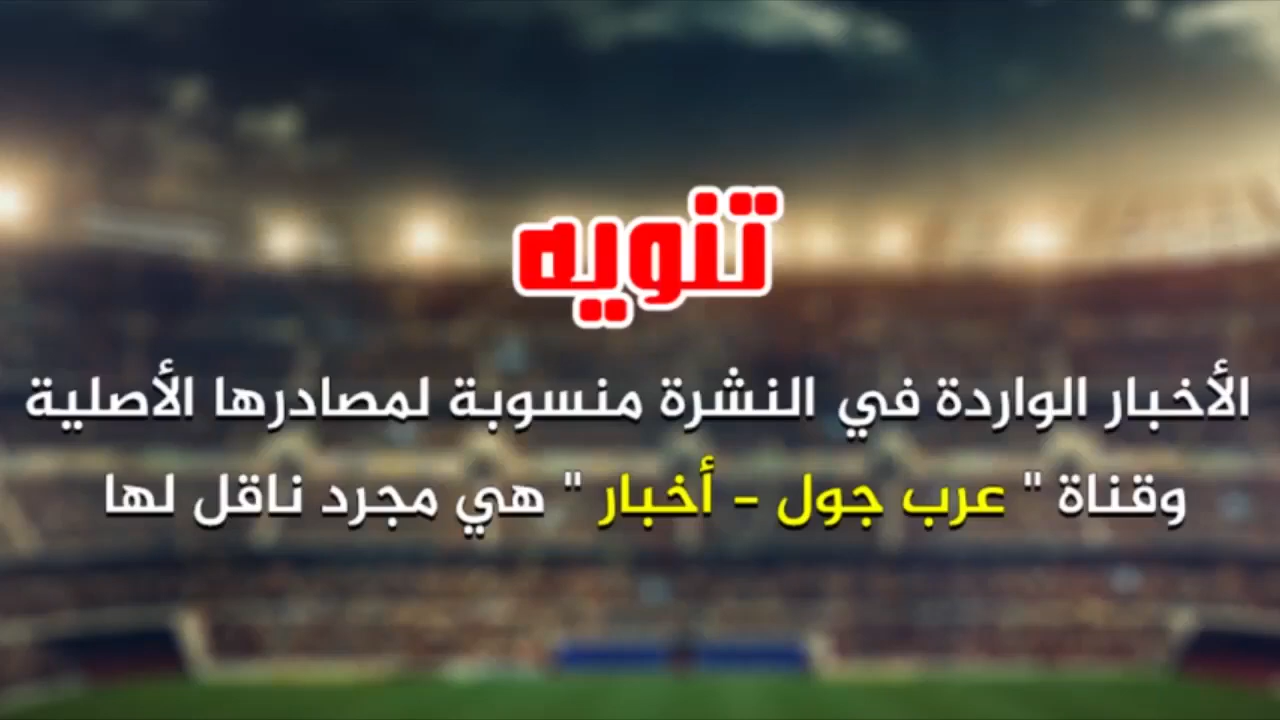 تنويه
الأخبار الواردة في النشرة منسوبة لمصادرها الأصلية
وقناة " عرب جول - أخبار " هي مجرد ناقل لها